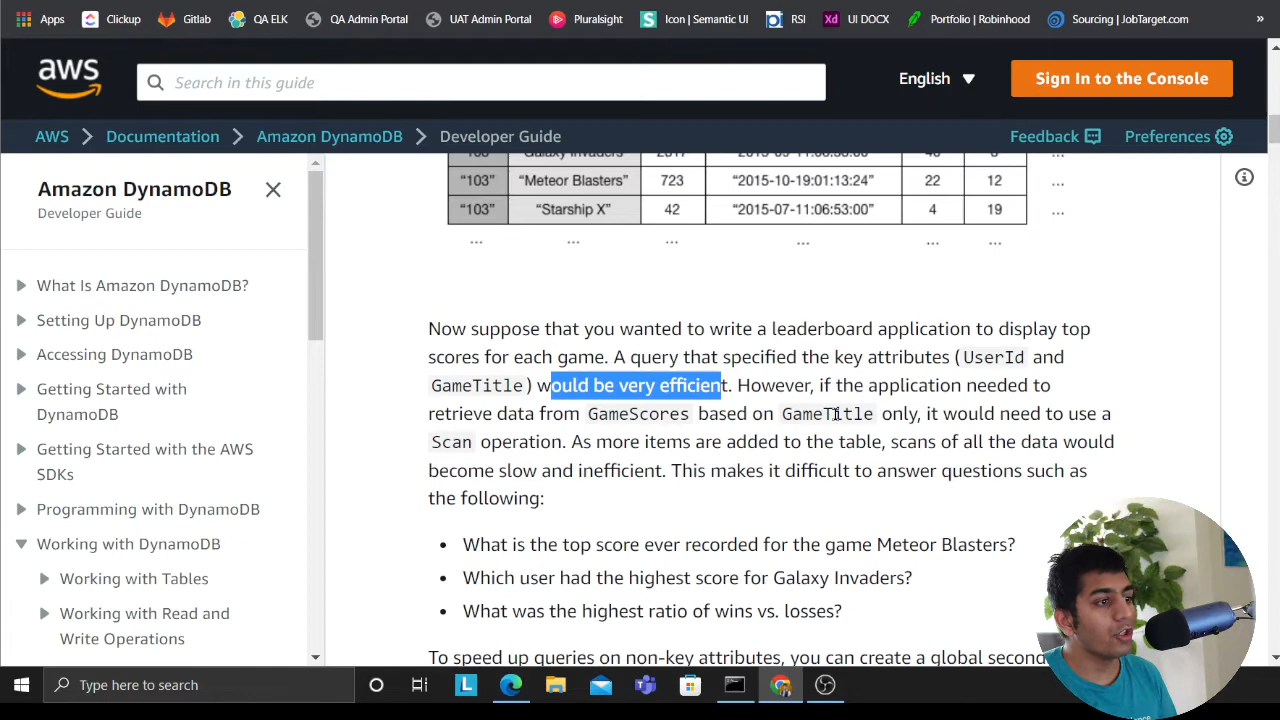 Apps
Clickup
Gitlab
QA ELK
QA Admin Portal
UAT Admin Portal
Pluralsight
Icon | Semantic UI
RSI
UI DOCX
Portfolio | Robinhood
Sourcing | JobTarget.com
»
aws
Search in this guide
English
Sign In to the Console
AWS
Documentation
Amazon DynamoDB
Developer Guide
Feedback
Preferences
Amazon DynamoDB
Developer Guide
What Is Amazon DynamoDB?
Setting Up DynamoDB
Accessing DynamoDB
Getting Started with
DynamoDB
Getting Started with the AWS
SDKs
Programming with DynamoDB
Working with DynamoDB
Working with Tables
Working with Read and
Write Operations
“103” “Meteor Blasters” 723 “2015-10-19:01:13:24” 22 12 ...
“103” “Starship X” 42 “2015-07-11:06:53:00” 4 19 ...
... ... ... ... ... ...
Now suppose that you wanted to write a leaderboard application to display top
scores for each game. A query that specified the key attributes (UserId and
GameTitle) would be very efficient. However, if the application needed to
retrieve data from GameScores based on GameTitle only, it would need to use a
Scan operation. As more items are added to the table, scans of all the data would
become slow and inefficient. This makes it difficult to answer questions such as
the following:
• What is the top score ever recorded for the game Meteor Blasters?
• Which user had the highest score for Galaxy Invaders?
• What was the highest ratio of wins vs. losses?
To speed up queries on non-key attributes, you can create a global second
Type here to search